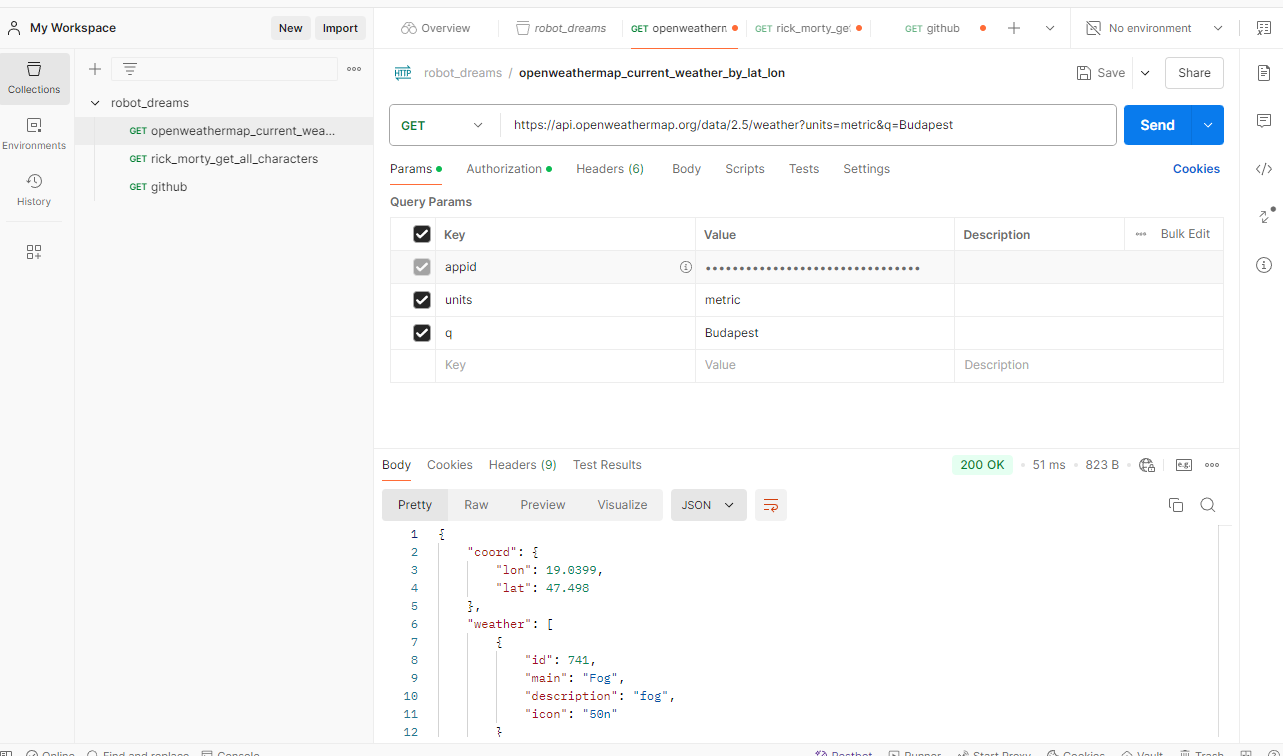 My Workspace New Import Overview robot_dreams GET openweathern GET rick_morty_get GET github No environment
Collections
Environments
History
robot_dreams
GET openweathermap_current_wea...
GET rick_morty_get_all_characters
GET github
HTTP robot_dreams / openweathermap_current_weather_by_lat_lon Save Share
GET https://api.openweathermap.org/data/2.5/weather?units=metric&q=Budapest Send
Params Authorization Headers (6) Body Scripts Tests Settings Cookies
Query Params
Key Value Description Bulk Edit
appid ••••••••••••••••••••••••••••••••
units metric
q Budapest
Key Value Description
Body Cookies Headers (9) Test Results 200 OK 51 ms 823 B e.g.
Pretty Raw Preview Visualize JSON
1 {
2 "coord": {
3 "lon": 19.0399,
4 "lat": 47.498
5 },
6 "weather": [
7 {
8 "id": 741,
9 "main": "Fog",
10 "description": "fog",
11 "icon": "50n"
12 }
Online Find and replace Console Postbot Runner Start Proxy Cookies Vault Trash